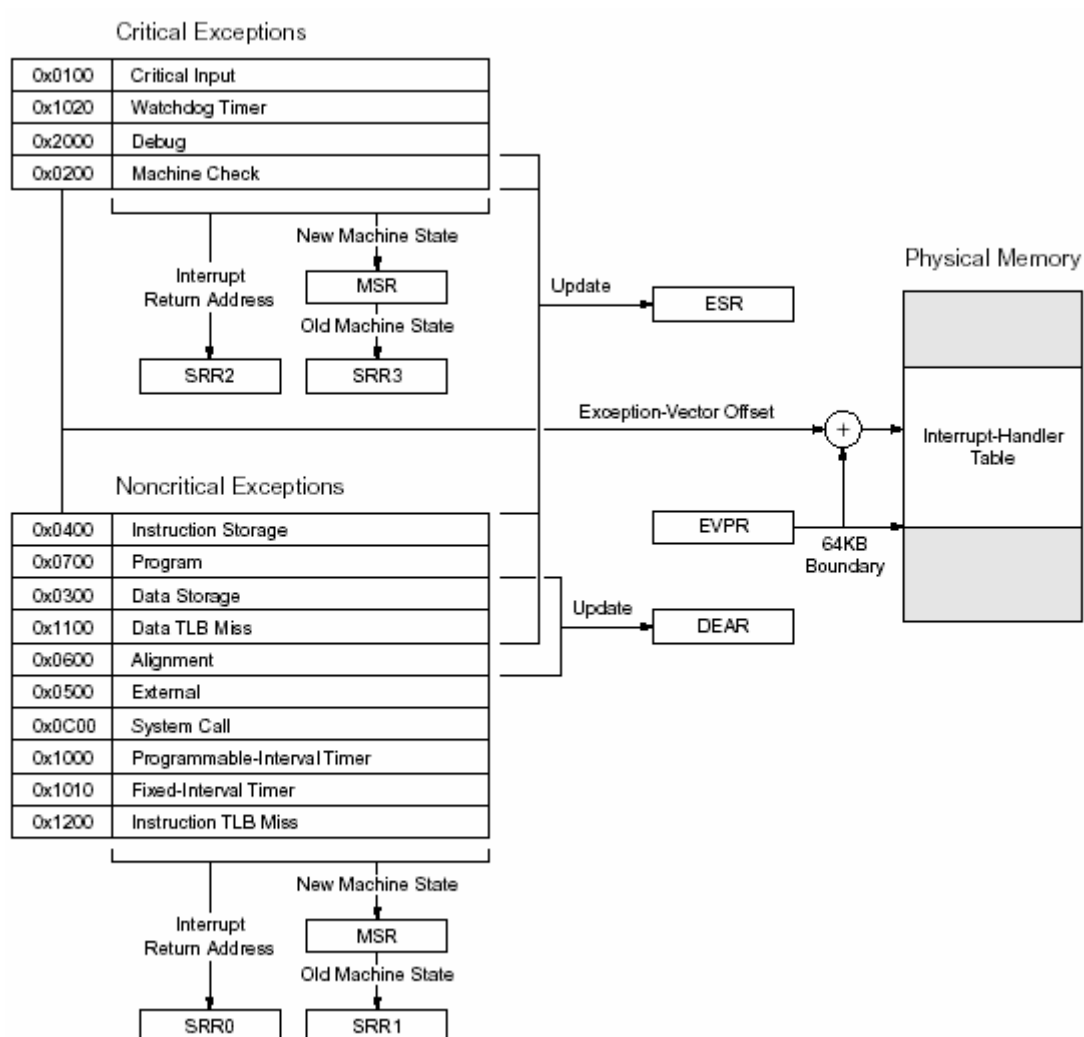 Critical Exceptions
0x0100 Critical Input
0x1020 Watchdog Timer
0x2000 Debug
0x0200 Machine Check
New Machine State
Interrupt
Return Address
MSR
Old Machine State
SRR2
SRR3
Update
ESR
Physical Memory
Exception-Vector Offset
+
Interrupt-Handler
Table
EVPR
64KB
Boundary
Noncritical Exceptions
0x0400 Instruction Storage
0x0700 Program
0x0300 Data Storage
0x1100 Data TLB Miss
0x0600 Alignment
0x0500 External
0x0C00 System Call
0x1000 Programmable-Interval Timer
0x1010 Fixed-Interval Timer
0x1200 Instruction TLB Miss
Update
DEAR
New Machine State
Interrupt
Return Address
MSR
Old Machine State
SRR0
SRR1